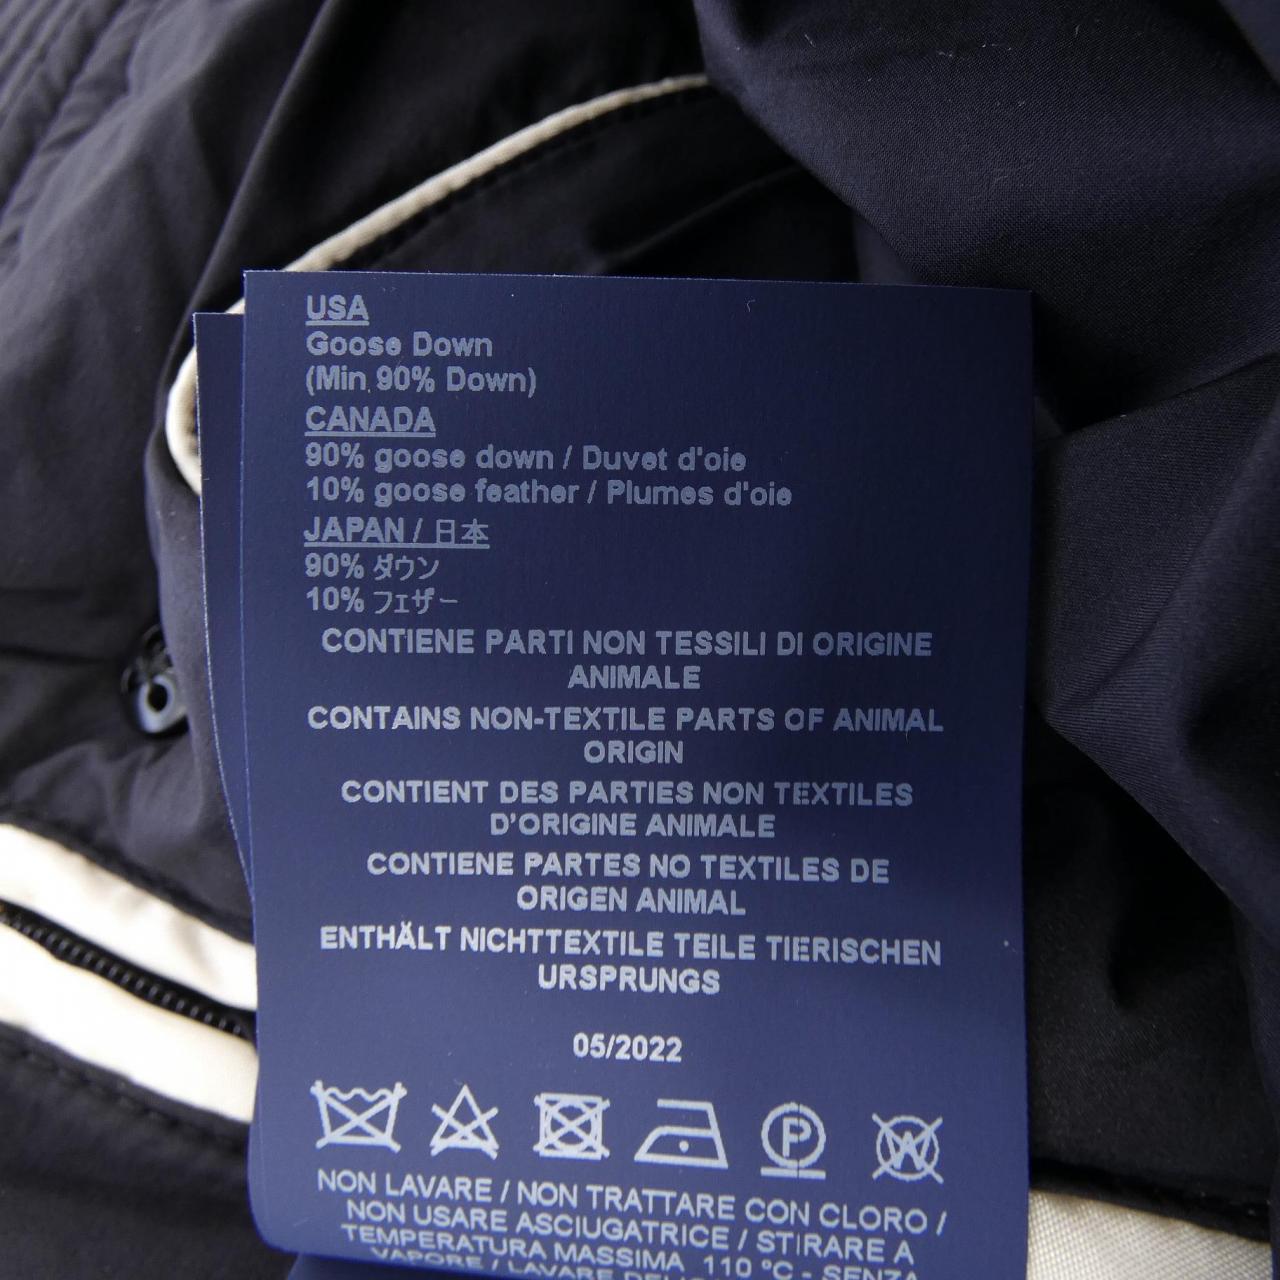 USA
Goose Down
(Min. 90% Down)
CANADA
90% goose down / Duvet d'oie
10% goose feather / Plumes d'oie
JAPAN / 日本
90% ダウン
10% フェザー
CONTIENE PARTI NON TESSILI DI ORIGINE
ANIMALE
CONTAINS NON-TEXTILE PARTS OF ANIMAL
ORIGIN
CONTIENT DES PARTIES NON TEXTILES
D'ORIGINE ANIMALE
CONTIENE PARTES NO TEXTILES DE
ORIGEN ANIMAL
ENTHÄLT NICHTTEXTILE TEILE TIERISCHEN
URSPRUNGS
05/2022
P W
NON LAVARE / NON TRATTARE CON CLORO /
NON USARE ASCIUGATRICE / STIRARE A
TEMPERATURA MASSIMA 110 °C - SENZA
VAPORE / LAVARE